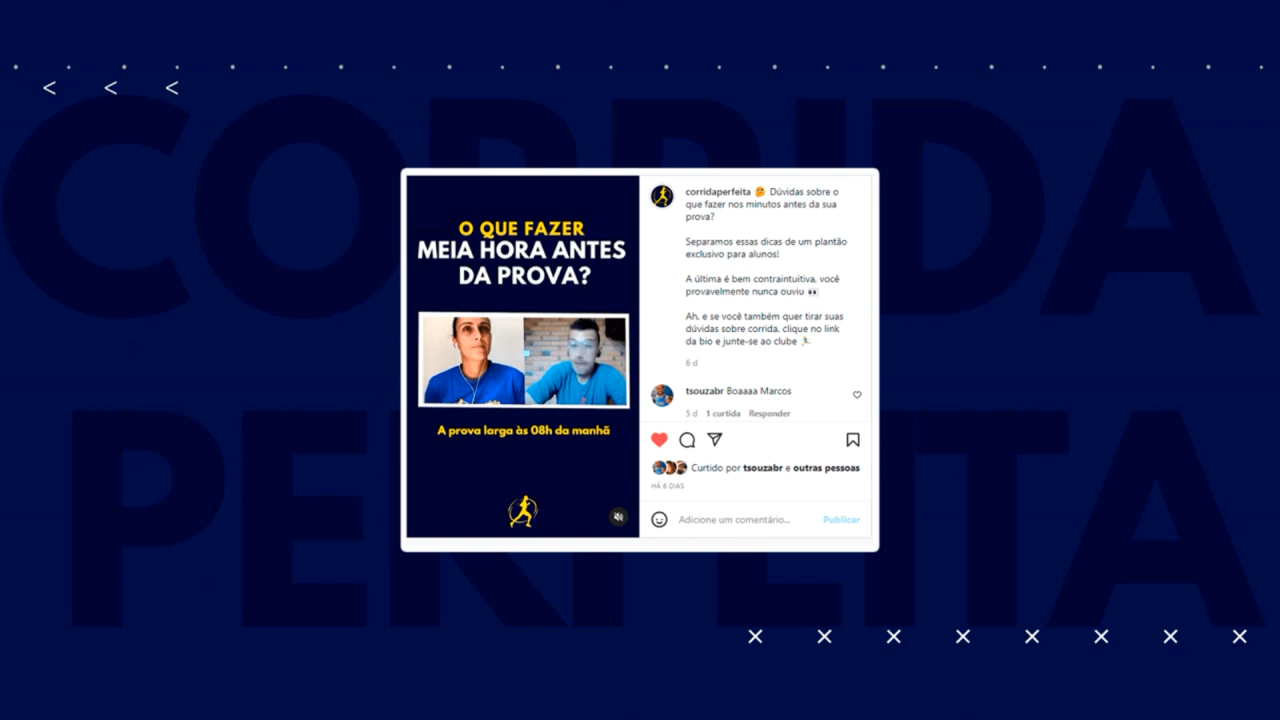 CORRIDA
PERFEITA
O QUE FAZER
MEIA HORA ANTES
DA PROVA?
A prova larga às 08h da manhã
corridaperfeita 🤔 Dúvidas sobre o
que fazer nos minutos antes da sua
prova?
Separamos essas dicas de um plantão
exclusivo para alunos!
A última é bem contraintuitiva, você
provavelmente nunca ouviu 👀
Ah, e se você também quer tirar suas
dúvidas sobre corrida, clique no link
da bio e junte-se ao clube 🏃
6 d
tsouzabr Boaaaa Marcos
5 d 1 curtida Responder
Curtido por tsouzabr e outras pessoas
HÁ 6 DIAS
Adicione um comentário... Publicar